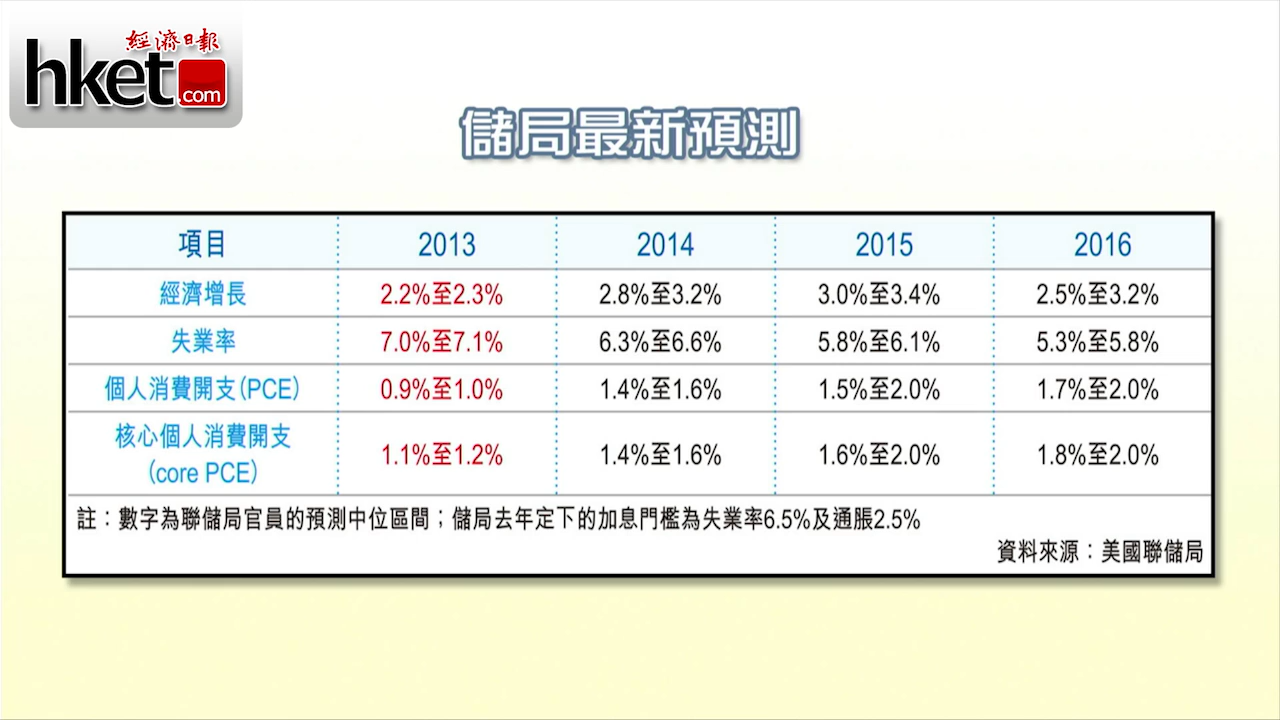 經濟日報
hket.com
儲局最新預測
項目 2013 2014 2015 2016
經濟增長 2.2%至2.3% 2.8%至3.2% 3.0%至3.4% 2.5%至3.2%
失業率 7.0%至7.1% 6.3%至6.6% 5.8%至6.1% 5.3%至5.8%
個人消費開支(PCE) 0.9%至1.0% 1.4%至1.6% 1.5%至2.0% 1.7%至2.0%
核心個人消費開支
(core PCE) 1.1%至1.2% 1.4%至1.6% 1.6%至2.0% 1.8%至2.0%
註：數字為聯儲局官員的預測中位區間；儲局去年定下的加息門檻為失業率6.5%及通脹2.5%
資料來源：美國聯儲局